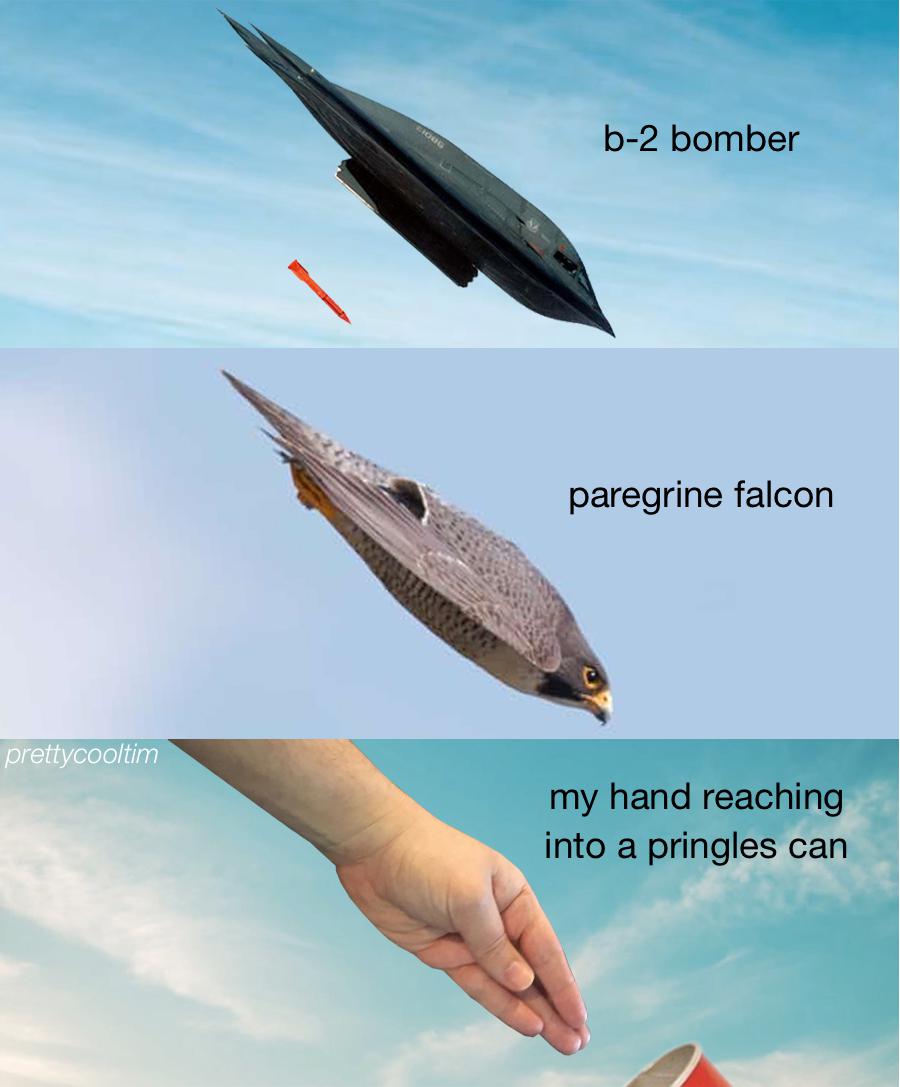 b-2 bomber
paregrine falcon
prettycooltim
my hand reaching
into a pringles can